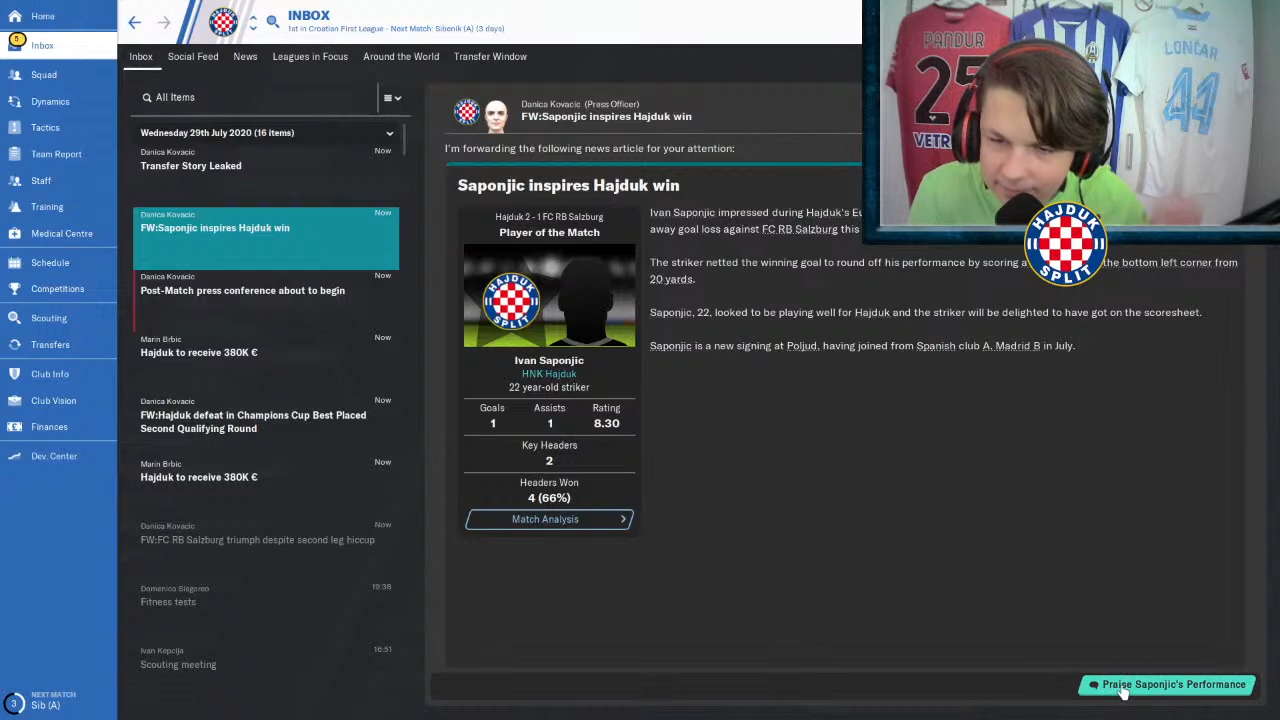 Home
INBOX
1st in Croatian First League - Next Match: Sibenik (A) (3 days)
5
Inbox
Squad
Dynamics
Tactics
Team Report
Staff
Training
Medical Centre
Schedule
Competitions
Scouting
Transfers
Club Info
Club Vision
Finances
Dev. Center
3
NEXT MATCH
Sib (A)
Inbox
Social Feed
News
Leagues in Focus
Around the World
Transfer Window
All Items
Wednesday 29th July 2020 (16 items)
Danica Kovacic
Now
Transfer Story Leaked
Danica Kovacic
Now
FW:Saponjic inspires Hajduk win
Danica Kovacic
Now
Post-Match press conference about to begin
Marin Brbic
Now
Hajduk to receive 380K €
Danica Kovacic
Now
FW:Hajduk defeat in Champions Cup Best Placed
Second Qualifying Round
Marin Brbic
Now
Hajduk to receive 380K €
Danica Kovacic
Now
FW:FC RB Salzburg triumph despite second leg hiccup
Domenico Sisgoreo
19:38
Fitness tests
Ivan Kepcija
16:51
Scouting meeting
Danica Kovacic (Press Officer)
FW:Saponjic inspires Hajduk win
I'm forwarding the following news article for your attention:
Saponjic inspires Hajduk win
Hajduk 2 - 1 FC RB Salzburg
Player of the Match
HAJDUK
SPLIT
Ivan Saponjic
HNK Hajduk
22 year-old striker
Goals
Assists
Rating
1
1
8.30
Key Headers
2
Headers Won
4 (66%)
Match Analysis
Ivan Saponjic impressed during Hajduk's Eu
away goal loss against FC RB Salzburg this
The striker netted the winning goal to round off his performance by scoring a
the bottom left corner from
20 yards.
Saponjic, 22, looked to be playing well for Hajduk and the striker will be delighted to have got on the scoresheet.
Saponjic is a new signing at Poljud, having joined from Spanish club A. Madrid B in July.
Praise Saponjic's Performance
PANDUR
25
VETR
LONCAR
44
HAJDUK
SPLIT